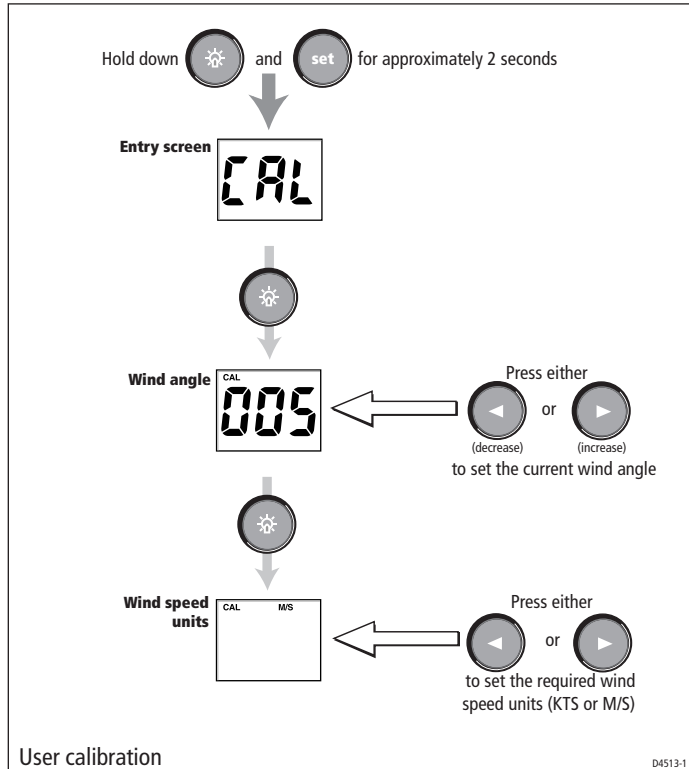 Hold down and set for approximately 2 seconds
Entry screen
CAL
Wind angle
CAL
005
Press either
or
(decrease) (increase)
to set the current wind angle
Wind speed
units
CAL M/S
Press either
or
to set the required wind
speed units (KTS or M/S)
User calibration
D4513-1